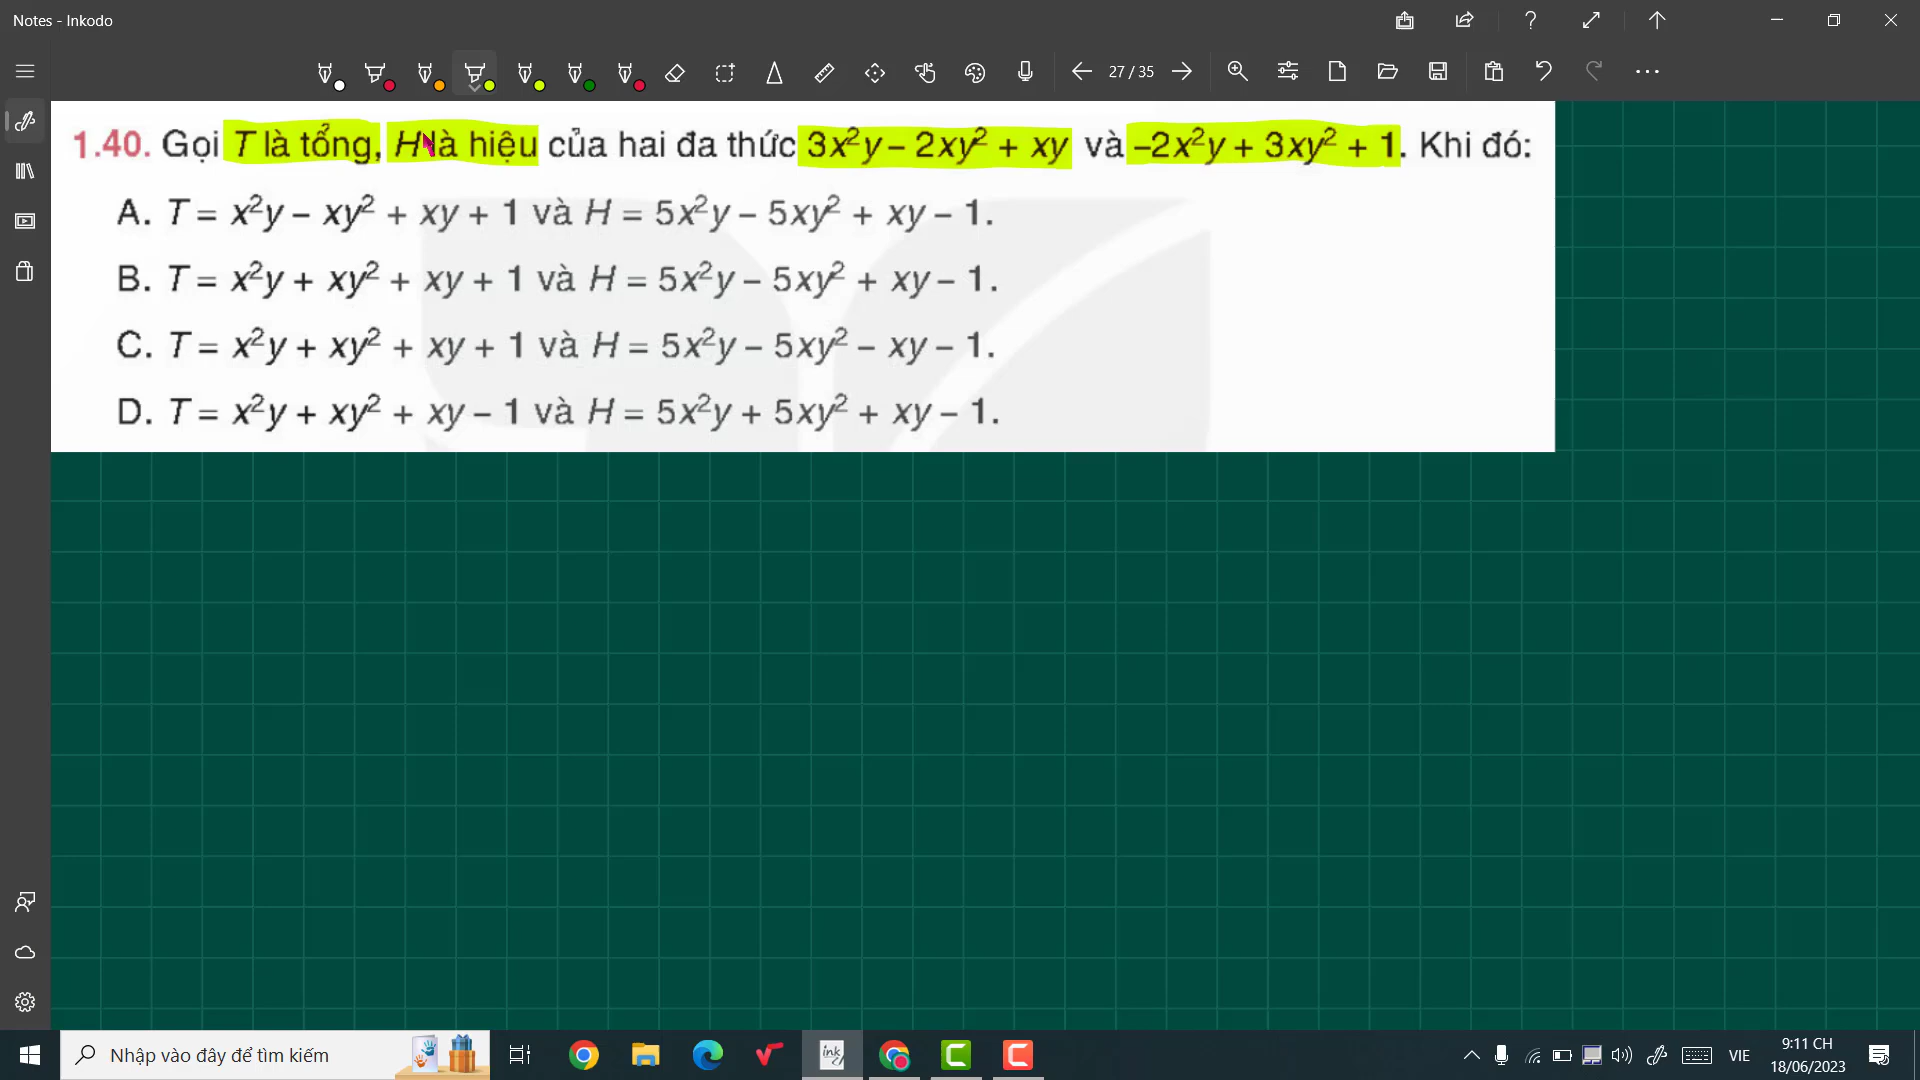 Notes - Inkodo
27 / 35
1.40. Gọi T là tổng, H là hiệu của hai đa thức 3x²y – 2xy² + xy và –2x²y + 3xy² + 1. Khi đó:
A. T = x²y – xy² + xy + 1 và H = 5x²y – 5xy² + xy – 1.
B. T = x²y + xy² + xy + 1 và H = 5x²y – 5xy² + xy – 1.
C. T = x²y + xy² + xy + 1 và H = 5x²y – 5xy² – xy – 1.
D. T = x²y + xy² + xy – 1 và H = 5x²y + 5xy² + xy – 1.
Nhập vào đây để tìm kiếm
ink
VIE
9:11 CH
18/06/2023